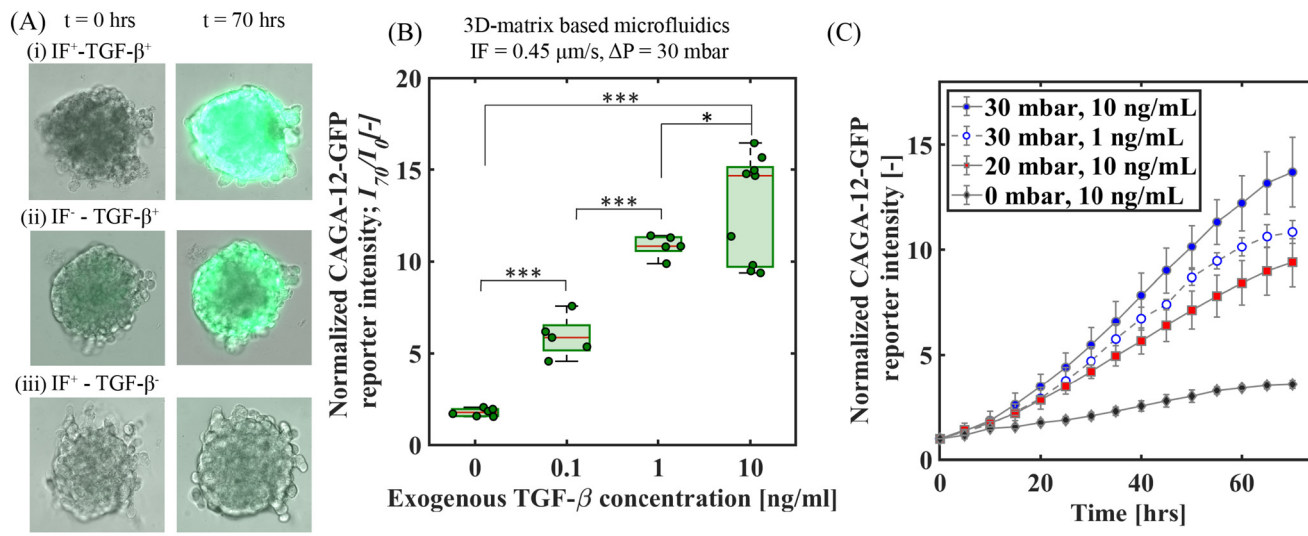 (A)
t = 0 hrs
t = 70 hrs
(i) IF⁺-TGF-β⁺
(ii) IF⁻ - TGF-β⁺
(iii) IF⁺ - TGF-β⁻
(B)
3D-matrix based microfluidics
IF = 0.45 μm/s, ΔP = 30 mbar
Normalized CAGA-12-GFP
reporter intensity; I₇₀/I₀[-]
20
15
10
5
0
***
*
***
***
0
0.1
1
10
Exogenous TGF-β concentration [ng/ml]
(C)
Normalized CAGA-12-GFP
reporter intensity [-]
15
10
5
0
30 mbar, 10 ng/mL
30 mbar, 1 ng/mL
20 mbar, 10 ng/mL
0 mbar, 10 ng/mL
0
20
40
60
Time [hrs]